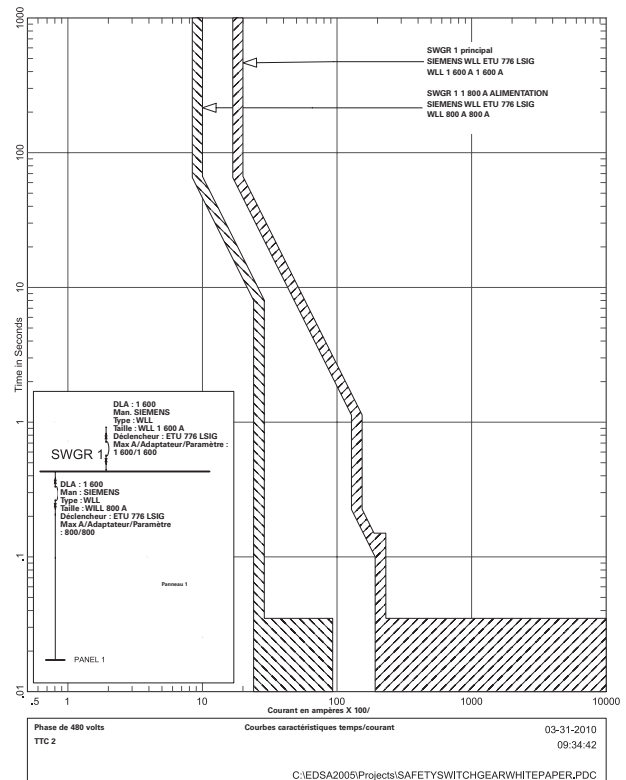 1000
100
10
1
.1
.01
Time in Seconds
SWGR 1 principal
SIEMENS WLL ETU 776 LSIG
WLL 1 600 A 1 600 A
SWGR 1 1 800 A ALIMENTATION
SIEMENS WLL ETU 776 LSIG
WLL 800 A 800 A
DLA : 1 600
Man. SIEMENS
Type : WLL
Taille : WLL 1 600 A
Déclencheur : ETU 776 LSIG
Max A/Adaptateur/Paramètre :
1 600/1 600
SWGR 1
DLA : 1 600
Man : SIEMENS
Type : WLL
Taille : WILL 800 A
Déclencheur : ETU 776 LSIG
Max A/Adaptateur/Paramètre
: 800/800
Panneau 1
PANEL 1
.5 1 10 100 1000 10000
Courant en ampères X 100/
Phase de 480 volts
TTC 2
Courbes caractéristiques temps/courant
03-31-2010
09:34:42
C:\EDSA2005\Projects\SAFETYSWITCHGEARWHITEPAPER.PDC